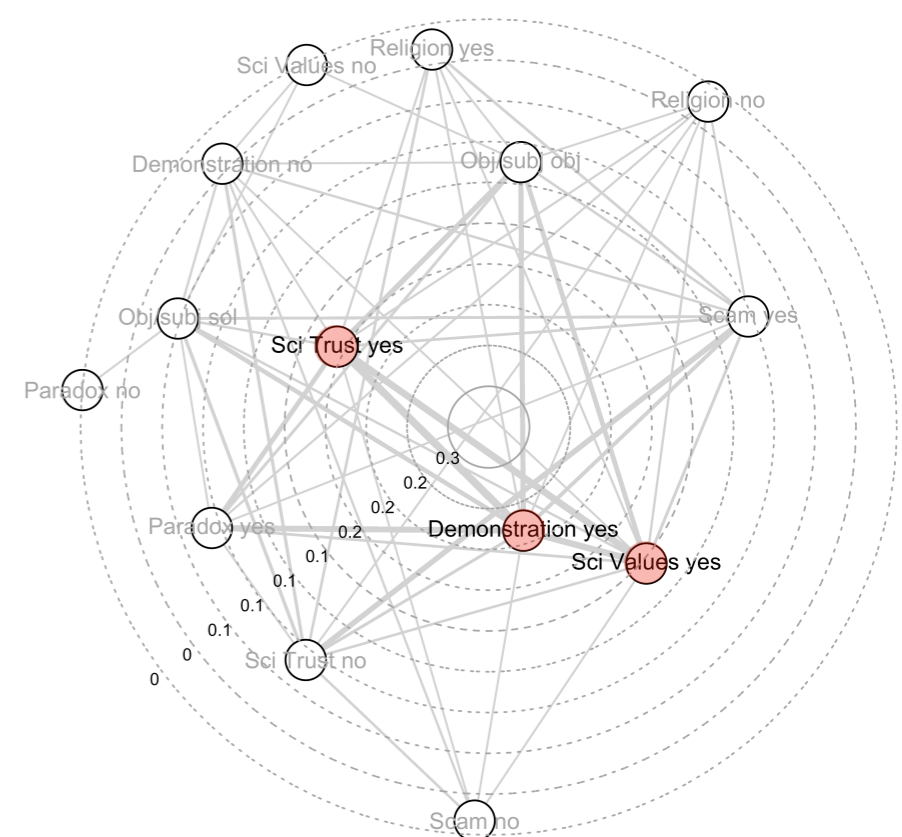 Religion yes
Sci Values no
Religion no
Demonstration no
Obj/subj obj
Obj/subj sol
Scam yes
Sci Trust yes
Paradox no
0.3
0.2
0.2
0.2
Paradox yes
Demonstration yes
0.1
Sci Values yes
0.1
0.1
0.1
0
Sci Trust no
0
Scam no